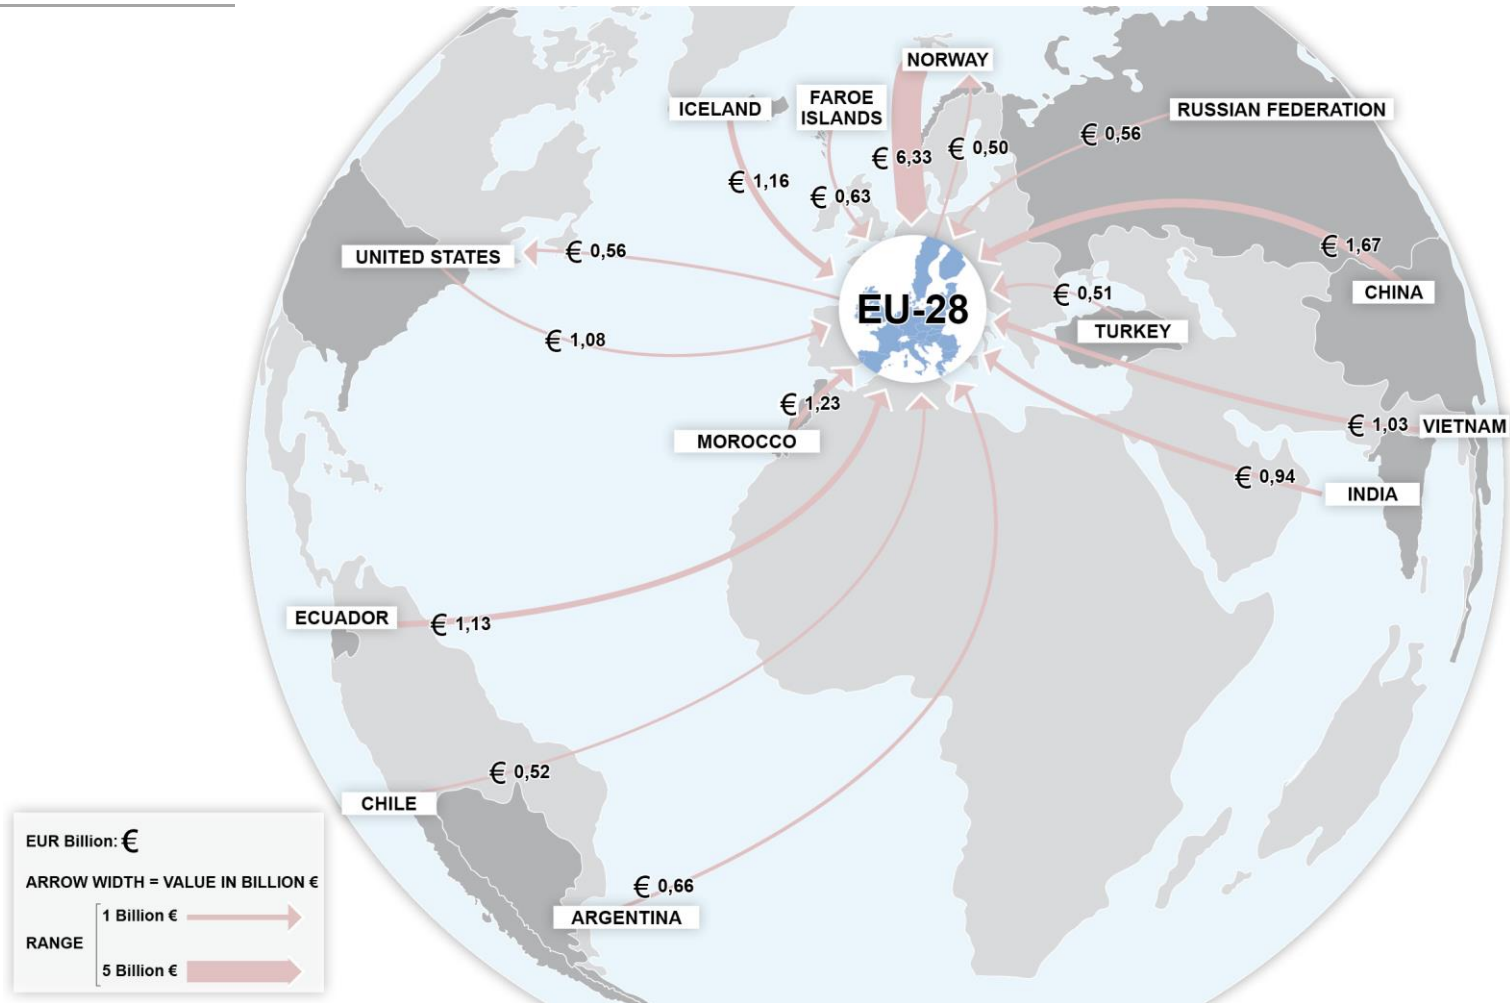 NORWAY
ICELAND
FAROE
ISLANDS
RUSSIAN FEDERATION
€ 0,56
€ 6,33
€ 0,50
€ 1,16
€ 0,63
UNITED STATES
€ 0,56
€ 1,67
CHINA
€ 0,51
EU-28
TURKEY
€ 1,08
€ 1,23
MOROCCO
€ 1,03
VIETNAM
€ 0,94
INDIA
ECUADOR
€ 1,13
€ 0,52
CHILE
€ 0,66
ARGENTINA
EUR Billion: €
ARROW WIDTH = VALUE IN BILLION €
RANGE
1 Billion €
5 Billion €